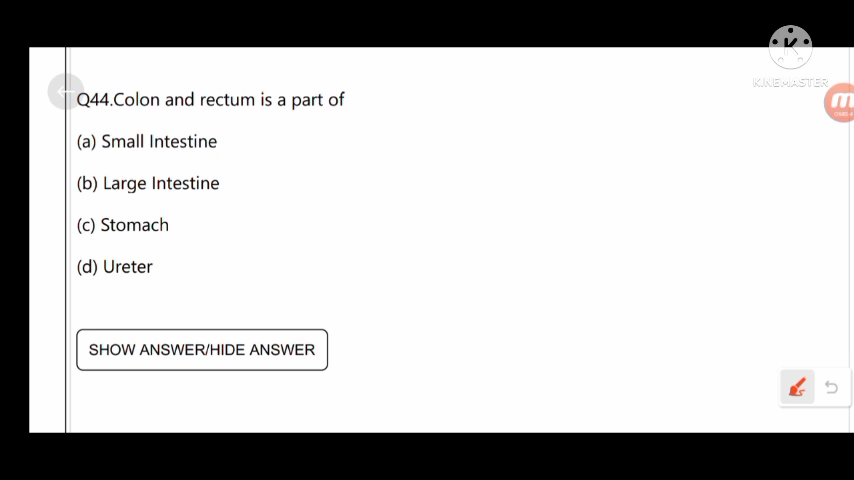 KINEMASTER
Q44.Colon and rectum is a part of
(a) Small Intestine
(b) Large Intestine
(c) Stomach
(d) Ureter
SHOW ANSWER/HIDE ANSWER